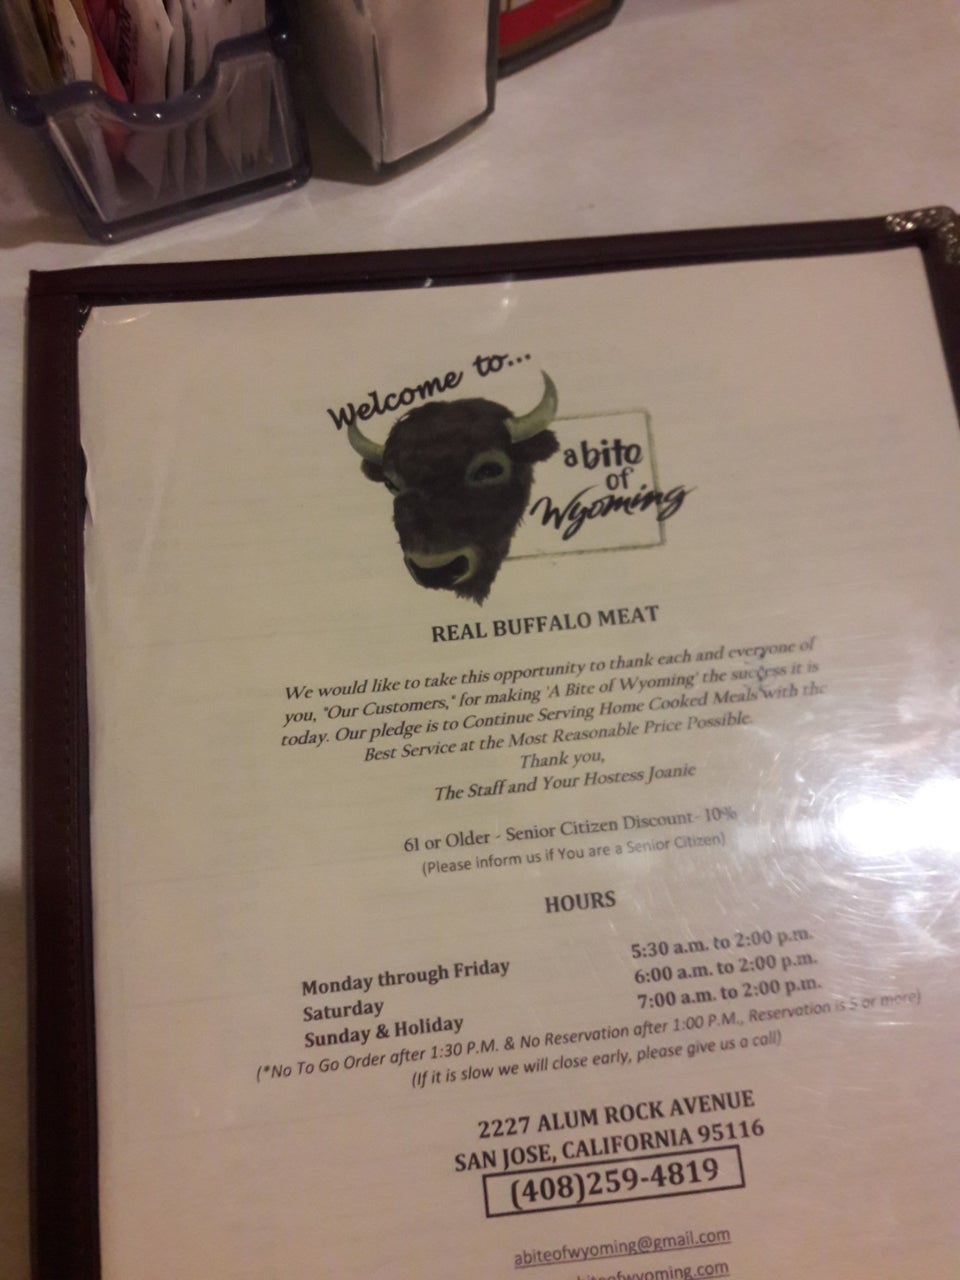 Welcome to...
a bite
of
Wyoming
REAL BUFFALO MEAT
We would like to take this opportunity to thank each and everyone of
you, "Our Customers," for making 'A Bite of Wyoming' the success it is
today. Our pledge is to Continue Serving Home Cooked Meals with the
Best Service at the Most Reasonable Price Possible.
Thank you,
The Staff and Your Hostess Joanie
61 or Older - Senior Citizen Discount- 10%
(Please inform us if You are a Senior Citizen)
HOURS
Monday through Friday 5:30 a.m. to 2:00 p.m.
Saturday 6:00 a.m. to 2:00 p.m.
Sunday & Holiday 7:00 a.m. to 2:00 p.m.
(*No To Go Order after 1:30 P.M. & No Reservation after 1:00 P.M., Reservation is 5 or more)
(If it is slow we will close early, please give us a call)
2227 ALUM ROCK AVENUE
SAN JOSE, CALIFORNIA 95116
(408)259-4819
abiteofwyoming@gmail.com
biteofwyoming.com